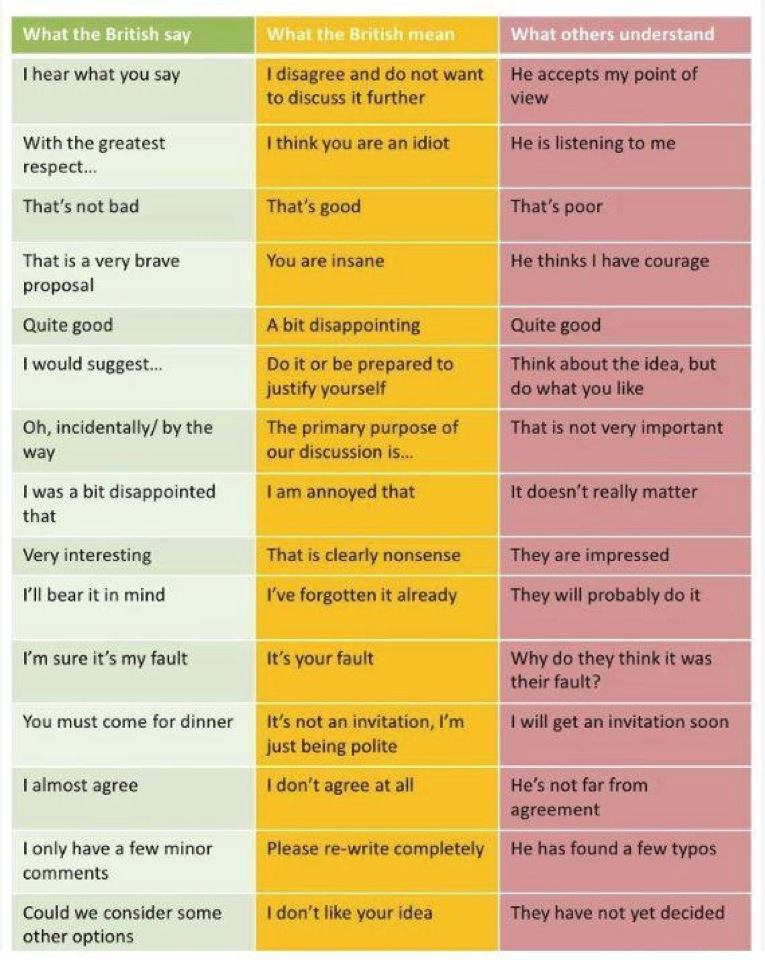 What the British say
What the British mean
What others understand
I hear what you say
I disagree and do not want
to discuss it further
He accepts my point of
view
With the greatest
respect...
I think you are an idiot
He is listening to me
That's not bad
That's good
That's poor
That is a very brave
proposal
You are insane
He thinks I have courage
Quite good
A bit disappointing
Quite good
I would suggest...
Do it or be prepared to
justify yourself
Think about the idea, but
do what you like
Oh, incidentally/ by the
way
The primary purpose of
our discussion is...
That is not very important
I was a bit disappointed
that
I am annoyed that
It doesn't really matter
Very interesting
That is clearly nonsense
They are impressed
I'll bear it in mind
I've forgotten it already
They will probably do it
I'm sure it's my fault
It's your fault
Why do they think it was
their fault?
You must come for dinner
It's not an invitation, I'm
just being polite
I will get an invitation soon
I almost agree
I don't agree at all
He's not far from
agreement
I only have a few minor
comments
Please re-write completely
He has found a few typos
Could we consider some
other options
I don't like your idea
They have not yet decided